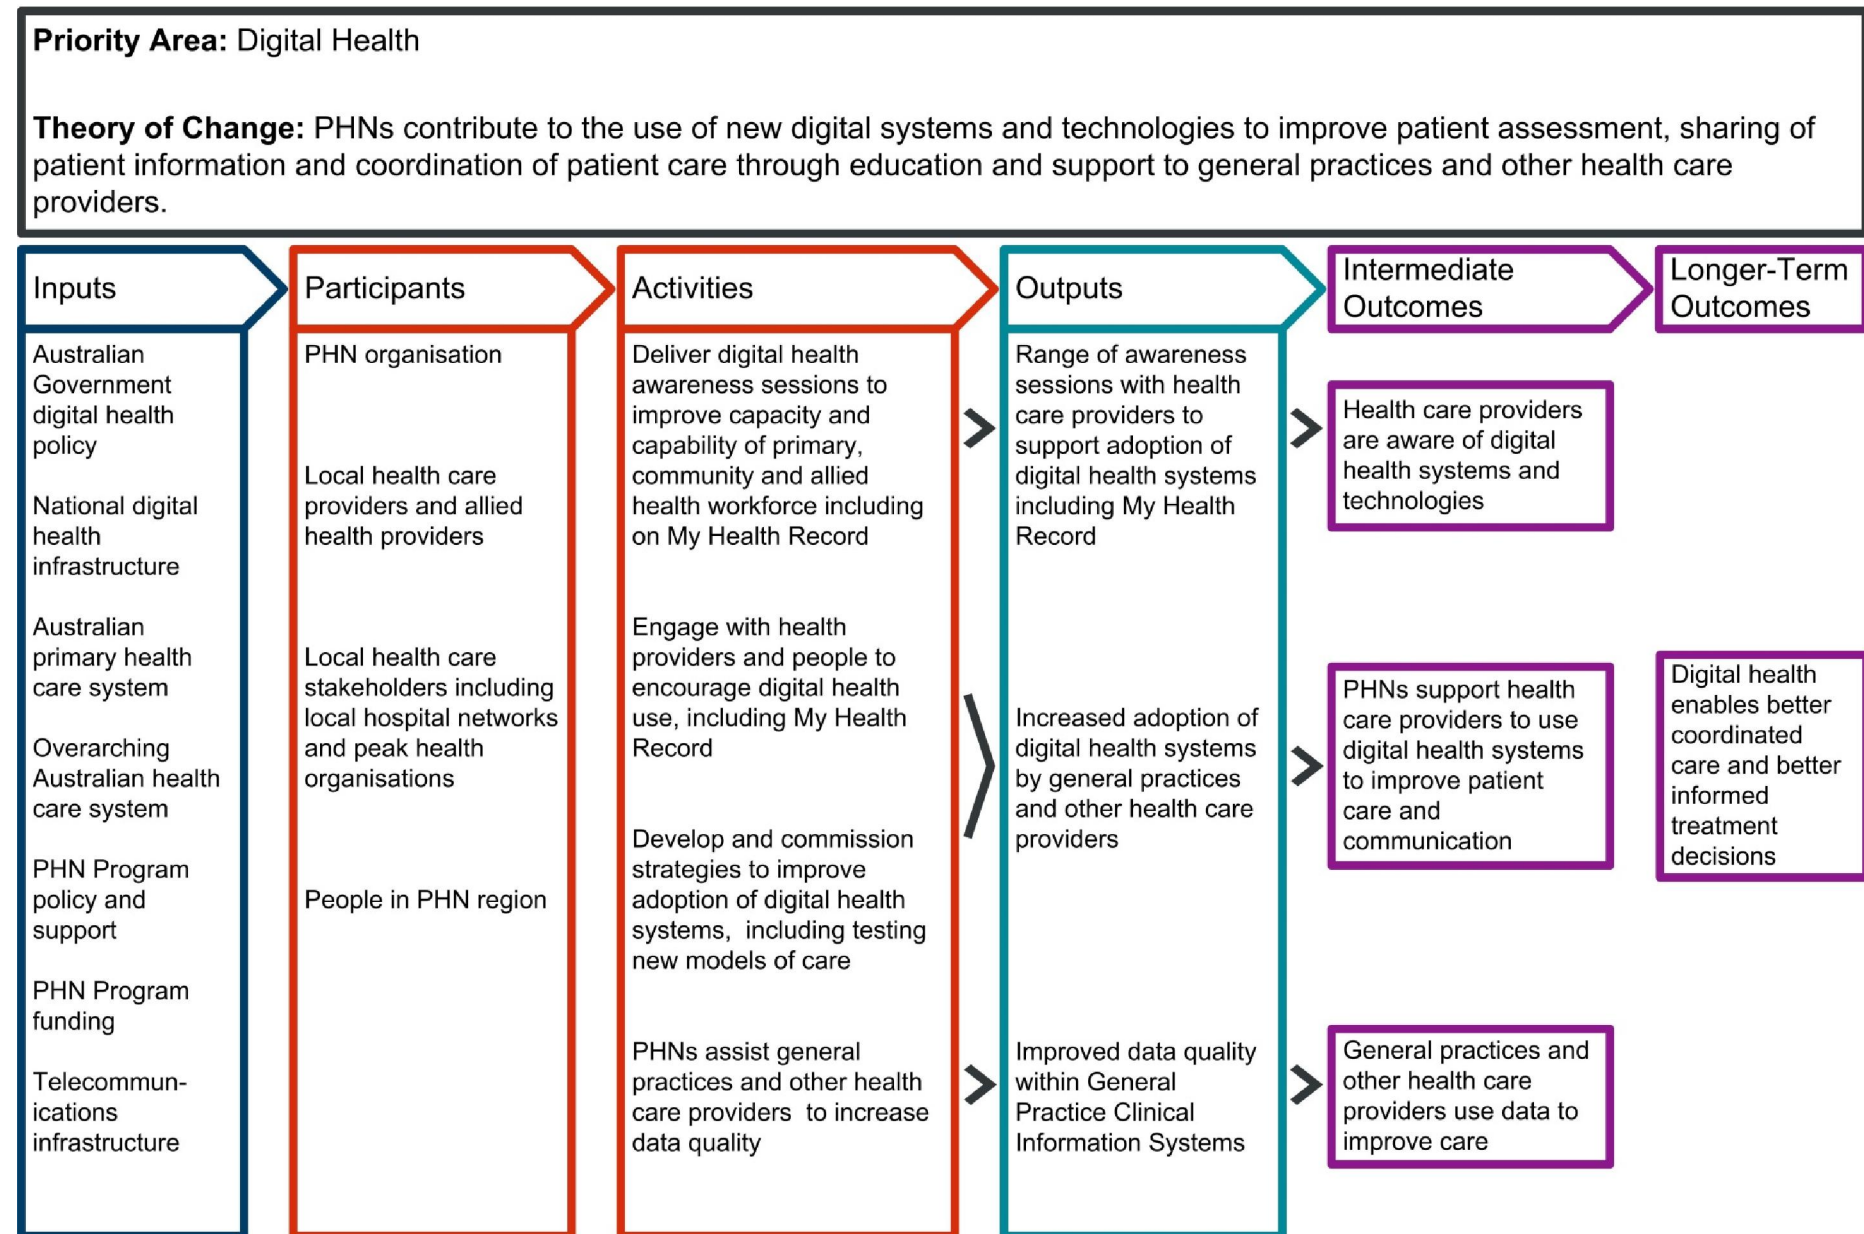 Priority Area: Digital Health
Theory of Change: PHNs contribute to the use of new digital systems and technologies to improve patient assessment, sharing of
patient information and coordination of patient care through education and support to general practices and other health care
providers.
Inputs
Australian
Government
digital health
policy
National digital
health
infrastructure
Australian
primary health
care system
Overarching
Australian health
care system
PHN Program
policy and
support
PHN Program
funding
Telecommun-
ications
infrastructure
Participants
PHN organisation
Local health care
providers and allied
health providers
Local health care
stakeholders including
local hospital networks
and peak health
organisations
People in PHN region
Activities
Deliver digital health
awareness sessions to
improve capacity and
capability of primary,
community and allied
health workforce including
on My Health Record
Engage with health
providers and people to
encourage digital health
use, including My Health
Record
Develop and commission
strategies to improve
adoption of digital health
systems,  including testing
new models of care
PHNs assist general
practices and other health
care providers  to increase
data quality
Outputs
Range of awareness
sessions with health
care providers to
support adoption of
digital health systems
including My Health
Record
Increased adoption of
digital health systems
by general practices
and other health care
providers
Improved data quality
within General
Practice Clinical
Information Systems
Intermediate
Outcomes
Health care providers
are aware of digital
health systems and
technologies
PHNs support health
care providers to use
digital health systems
to improve patient
care and
communication
General practices and
other health care
providers use data to
improve care
Longer-Term
Outcomes
Digital health
enables better
coordinated
care and better
informed
treatment
decisions